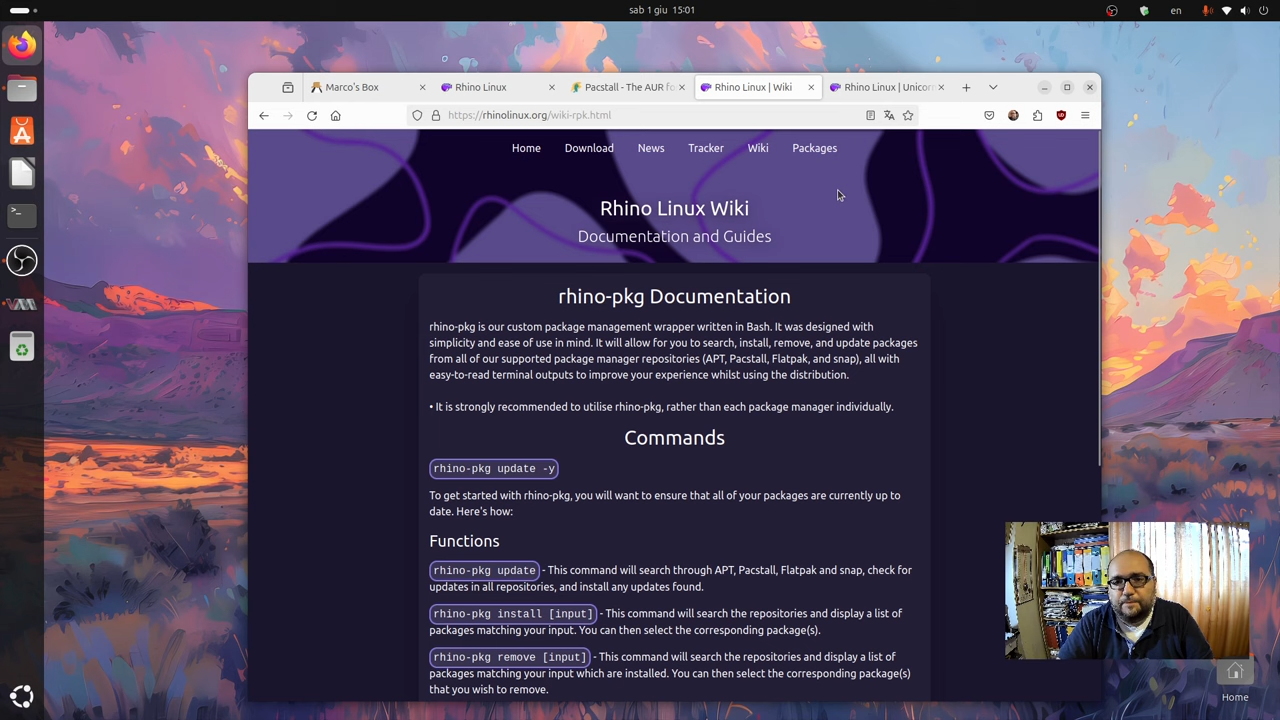 sab 1 giu 15:01
en
Marco's Box
Rhino Linux
Pacstall - The AUR fo
Rhino Linux | Wiki
Rhino Linux | Unicor
https://rhinolinux.org/wiki-rpk.html
Home
Download
News
Tracker
Wiki
Packages
Rhino Linux Wiki
Documentation and Guides
rhino-pkg Documentation
rhino-pkg is our custom package management wrapper written in Bash. It was designed with
simplicity and ease of use in mind. It will allow for you to search, install, remove, and update packages
from all of our supported package manager repositories (APT, Pacstall, Flatpak, and snap), all with
easy-to-read terminal outputs to improve your experience whilst using the distribution.
• It is strongly recommended to utilise rhino-pkg, rather than each package manager individually.
Commands
rhino-pkg update -y
To get started with rhino-pkg, you will want to ensure that all of your packages are currently up to
date. Here's how:
Functions
rhino-pkg update - This command will search through APT, Pacstall, Flatpak and snap, check for
updates in all repositories, and install any updates found.
rhino-pkg install [input] - This command will search the repositories and display a list of
packages matching your input. You can then select the corresponding package(s).
rhino-pkg remove [input] - This command will search the repositories and display a list of
packages matching your input which are installed. You can then select the corresponding package(s)
that you wish to remove.
Home